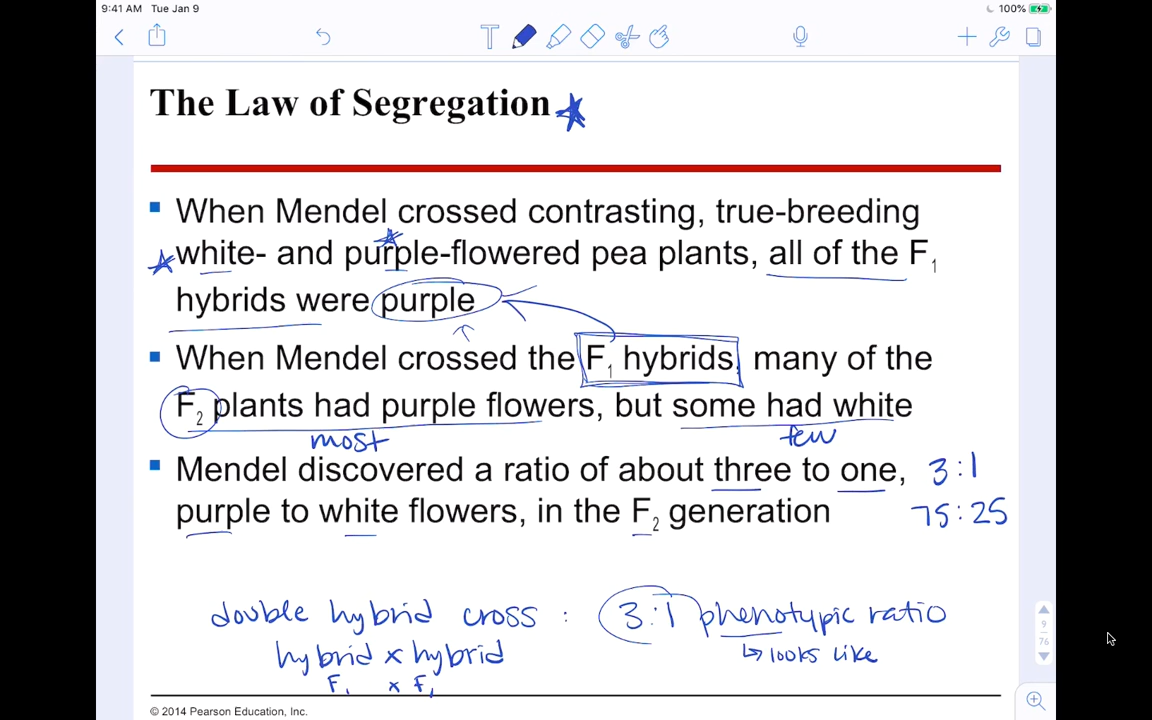 9:41 AM Tue Jan 9
100%
The Law of Segregation
When Mendel crossed contrasting, true-breeding
white- and purple-flowered pea plants, all of the F1
hybrids were purple
When Mendel crossed the F1 hybrids, many of the
F2 plants had purple flowers, but some had white
most few
Mendel discovered a ratio of about three to one, 3:1
purple to white flowers, in the F2 generation 75:25
double hybrid cross : 3:1 phenotypic ratio
hybrid x hybrid ↳ looks like
F1 x F1
9
76
© 2014 Pearson Education, Inc.